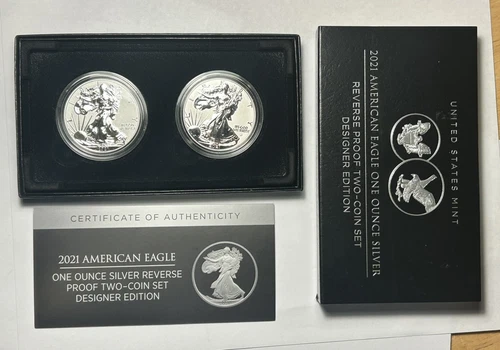 CERTIFICATE OF AUTHENTICITY
2021 AMERICAN EAGLE
ONE OUNCE SILVER REVERSE
PROOF TWO-COIN SET
DESIGNER EDITION
UNITED STATES MINT
2021 AMERICAN EAGLE ONE OUNCE SILVER
REVERSE PROOF TWO-COIN SET
DESIGNER EDITION